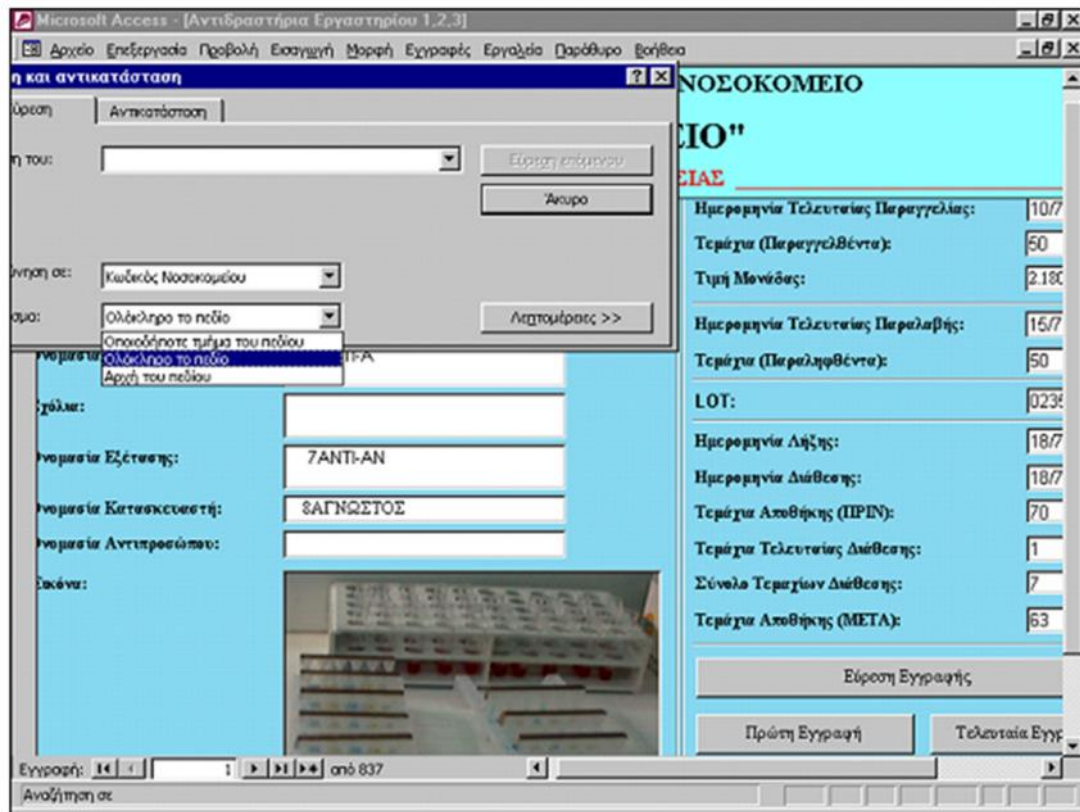 Microsoft Access - [Αντιδραστήρια Εργαστηρίου 1,2,3]
Αρχείο Επεξεργασία Προβολή Εισαγωγή Μορφή Εγγραφές Εργαλεία Παράθυρο Βοήθεια
η και αντικατάσταση
ύρεση Αντικατάσταση
η του:
Εύρεση επόμενου
Άκυρο
νηση σε: Κωδικός Νοσοκομείου
σμα: Ολόκληρο το πεδίο
Λεπτομέρειες >>
Οποιοδήποτε τμήμα του πεδίου
Ολόκληρο το πεδίο
Αρχή του πεδίου
ΝΟΣΟΚΟΜΕΙΟ
ΙΟ"
ΣΙΑΣ
νομασία ΤΙ-Α
χόλια:
νομασία Εξέτασης: 7ANTI-AN
νομασία Κατασκευαστή: 8ΑΓΝΩΣΤΟΣ
νομασία Αντιπροσώπου:
ικόνα:
Ημερομηνία Τελευταίας Παραγγελίας: 10/7
Τεμάχια (Παραγγελθέντα): 50
Τιμή Μονάδας: 2.180
Ημερομηνία Τελευταίας Παραλαβής: 15/7
Τεμάχια (Παραληφθέντα): 50
LOT: 0235
Ημερομηνία Λήξης: 18/7
Ημερομηνία Διάθεσης: 18/7
Τεμάχια Αποθήκης (ΠΡΙΝ): 70
Τεμάχια Τελευταίας Διάθεσης: 1
Σύνολο Τεμαχίων Διάθεσης: 7
Τεμάχια Αποθήκης (ΜΕΤΑ): 63
Εύρεση Εγγραφής
Πρώτη Εγγραφή Τελευταία Εγγρ
Εγγραφή: 1 από 837
Αναζήτηση σε